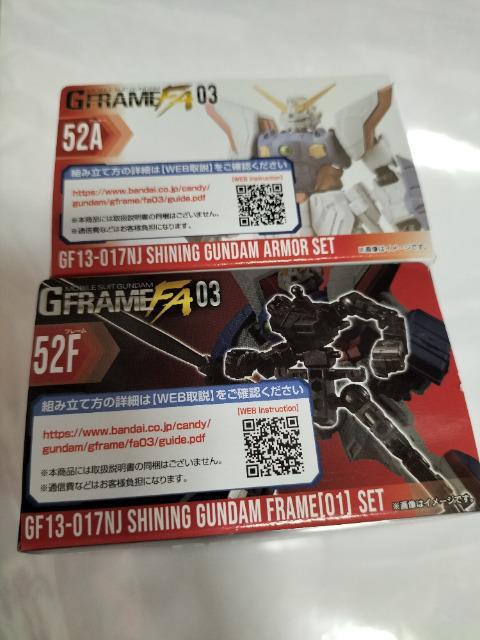 MOBILE SUIT GUNDAM
GFRAMEFA 03
52A
組み立て方の詳細は【WEB取説】をご確認ください
https://www.bandai.co.jp/candy/
gundam/gframe/fa03/guide.pdf
[WEB Instruction]
※本商品には取扱説明書の同梱はございません。
※通信費などはお客様負担になります。
※画像はイメージです。
GF13-017NJ SHINING GUNDAM ARMOR SET
MOBILE SUIT GUNDAM
GFRAMEFA 03
フレーム
52F
組み立て方の詳細は【WEB取説】をご確認ください
https://www.bandai.co.jp/candy/
gundam/gframe/fa03/guide.pdf
[WEB Instruction]
※本商品には取扱説明書の同梱はございません。
※通信費などはお客様負担になります。
※画像はイメージです。
GF13-017NJ SHINING GUNDAM FRAME[01] SET